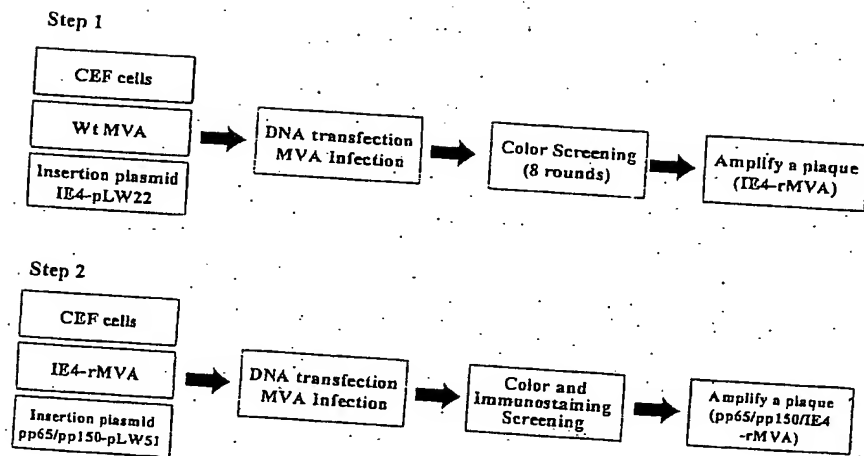 Step 1
CEF cells
Wt MVA
Insertion plasmid
IE4-pLW22
DNA transfection
MVA Infection
Color Screening
(8 rounds)
Amplify a plaque
(IE4-rMVA)
Step 2
CEF cells
IE4-rMVA
Insertion plasmid
pp65/pp150-pLW51
DNA transfection
MVA Infection
Color and
Immunostaining
Screening
Amplify a plaque
(pp65/pp150/IE4
-rMVA)